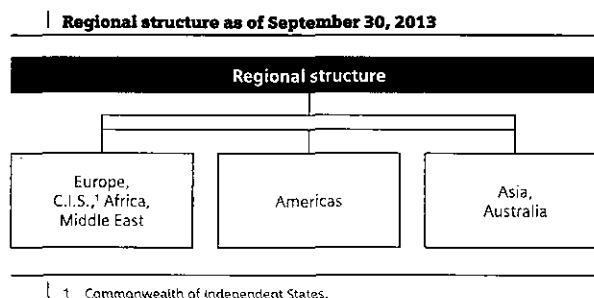 Regional structure as of September 30, 2013
Regional structure
Europe,
C.I.S.,¹ Africa,
Middle East
Americas
Asia,
Australia
1 Commonwealth of Independent States.